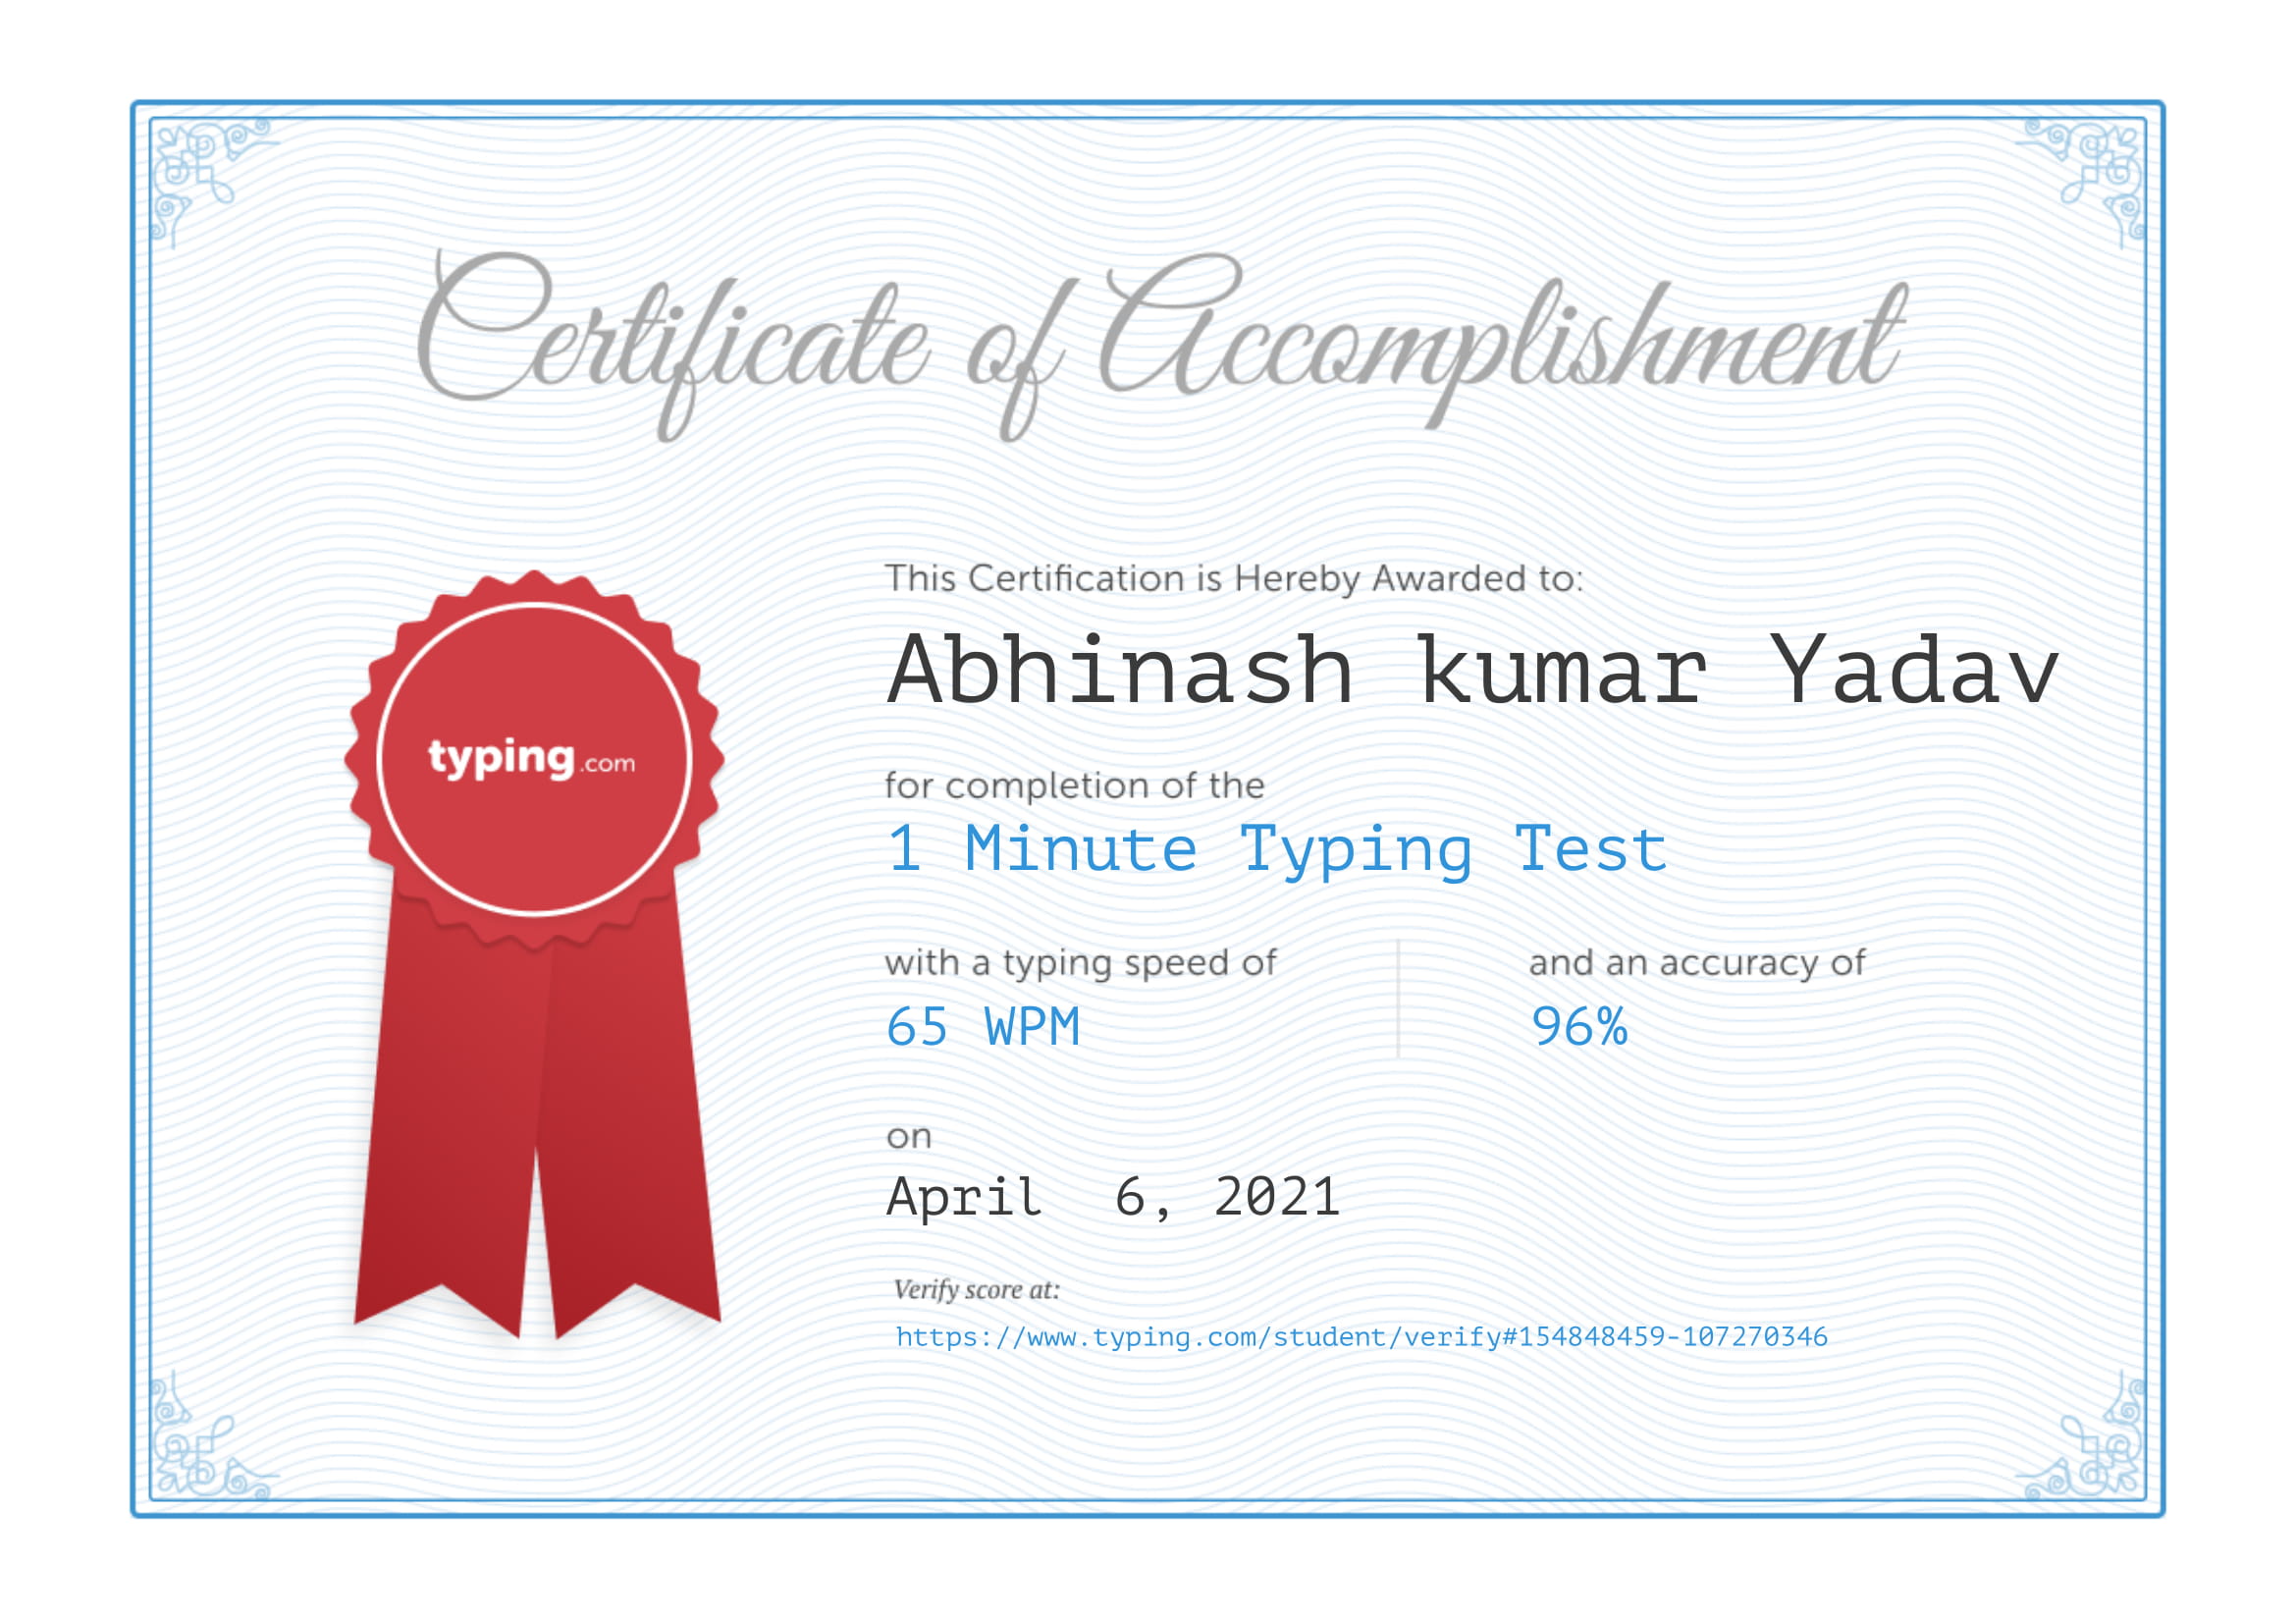 Certificate of Accomplishment
typing.com
This Certification is Hereby Awarded to:
Abhinash kumar Yadav
for completion of the
1 Minute Typing Test
with a typing speed of
65 WPM
and an accuracy of
96%
on
April  6, 2021
Verify score at:
https://www.typing.com/student/verify#154848459-107270346